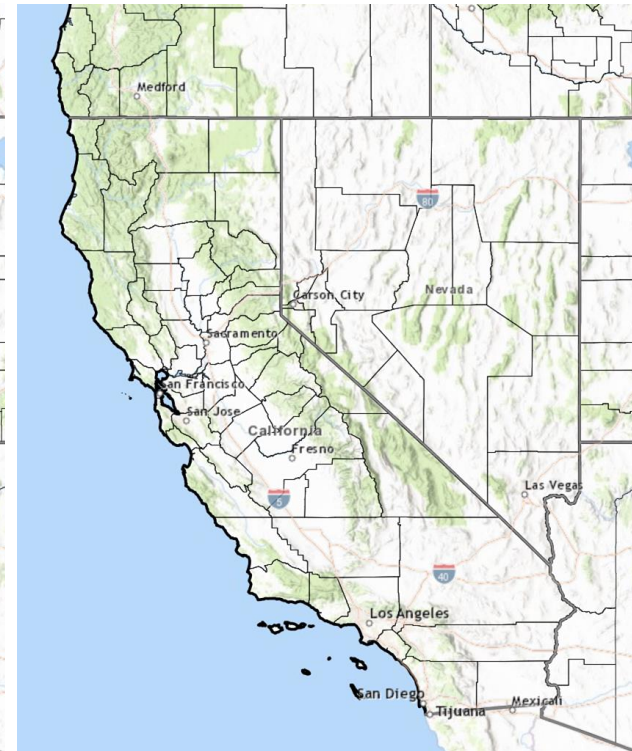 Medford
80
Nevada
Carson City
Sacramento
San Francisco
San Jose
California
Fresno
Las Vegas
5
40
Los Angeles
San Diego
Tijuana
Mexicali